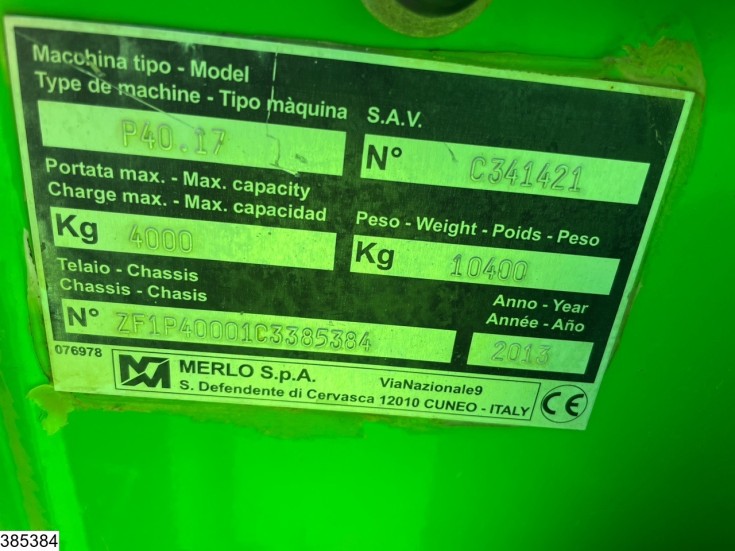 Macchina tipo - Model
Type de machine - Tipo màquina
S.A.V.
P40.17
N° C341421
Portata max. - Max. capacity
Charge max. - Max. capacidad
Peso - Weight - Poids - Peso
Kg 4000
Kg 10400
Telaio - Chassis
Chassis - Chasis
Anno - Year
Année - Año
N° ZF1P40001C3385384
2013
076978
MERLO S.p.A.
ViaNazionale9
S. Defendente di Cervasca 12010 CUNEO - ITALY
CE
385384